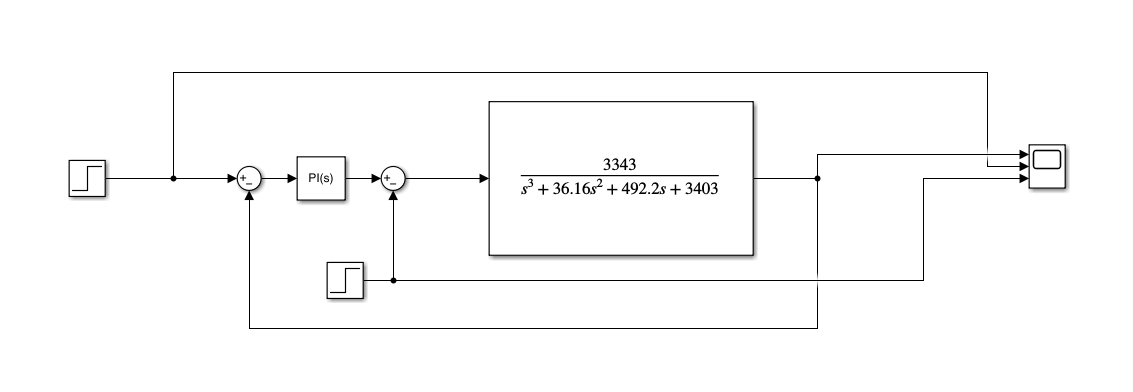 +
−
PI(s)
+
−
3343
s³ + 36.16s² + 492.2s + 3403